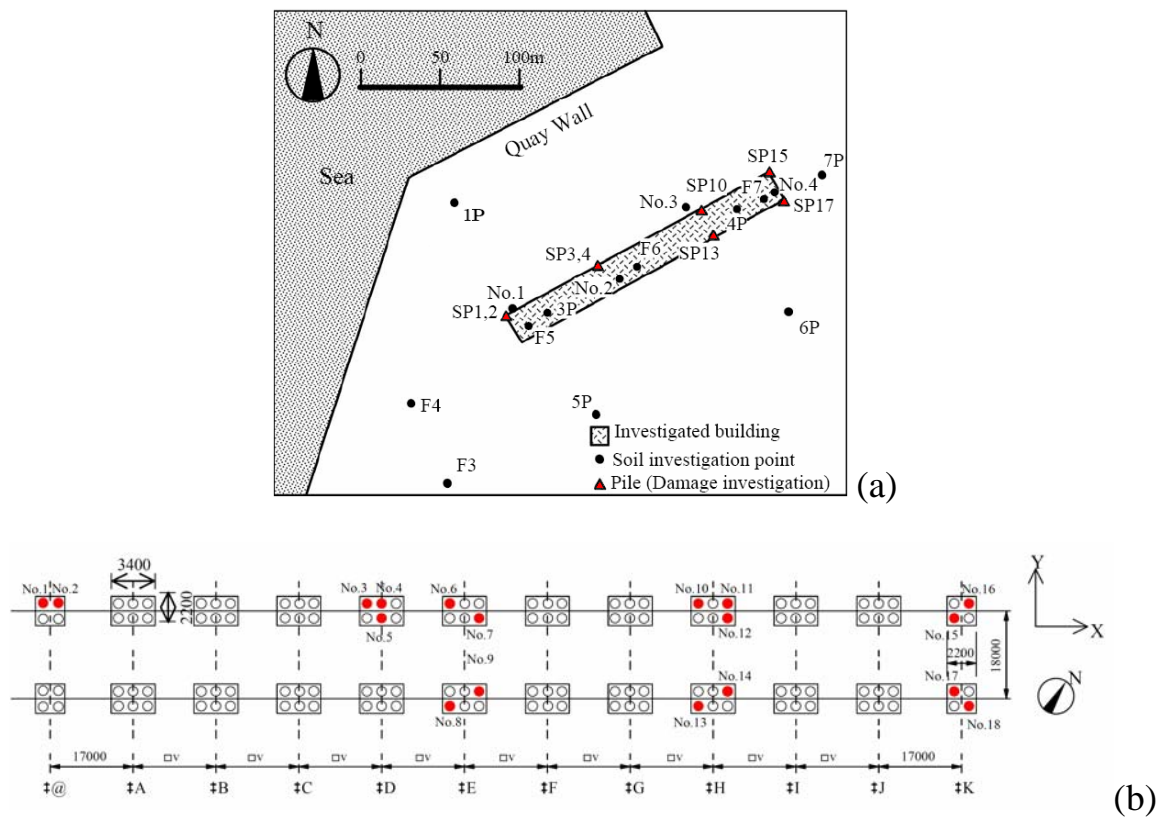 N
0 50 100m
Quay Wall
Sea
SP15
7P
SP10
F7
No.4
No.3
1P
SP17
4P
SP3,4
F6
SP13
No.2
No.1
SP1,2
3P
F5
6P
F4
5P
Investigated building
F3
Soil investigation point
Pile (Damage investigation)
(a)
3400
No.1 No.2
No.3 No.4
No.6
No.10 No.11
No.16
Y
2200
X
No.5
No.7
No.12
No.15
2200
18000
No.9
No.14
No.17
N
No.8
No.13
No.18
17000 □v □v □v □v □v □v □v □v □v 17000
‡@ ‡A ‡B ‡C ‡D ‡E ‡F ‡G ‡H ‡I ‡J ‡K
(b)